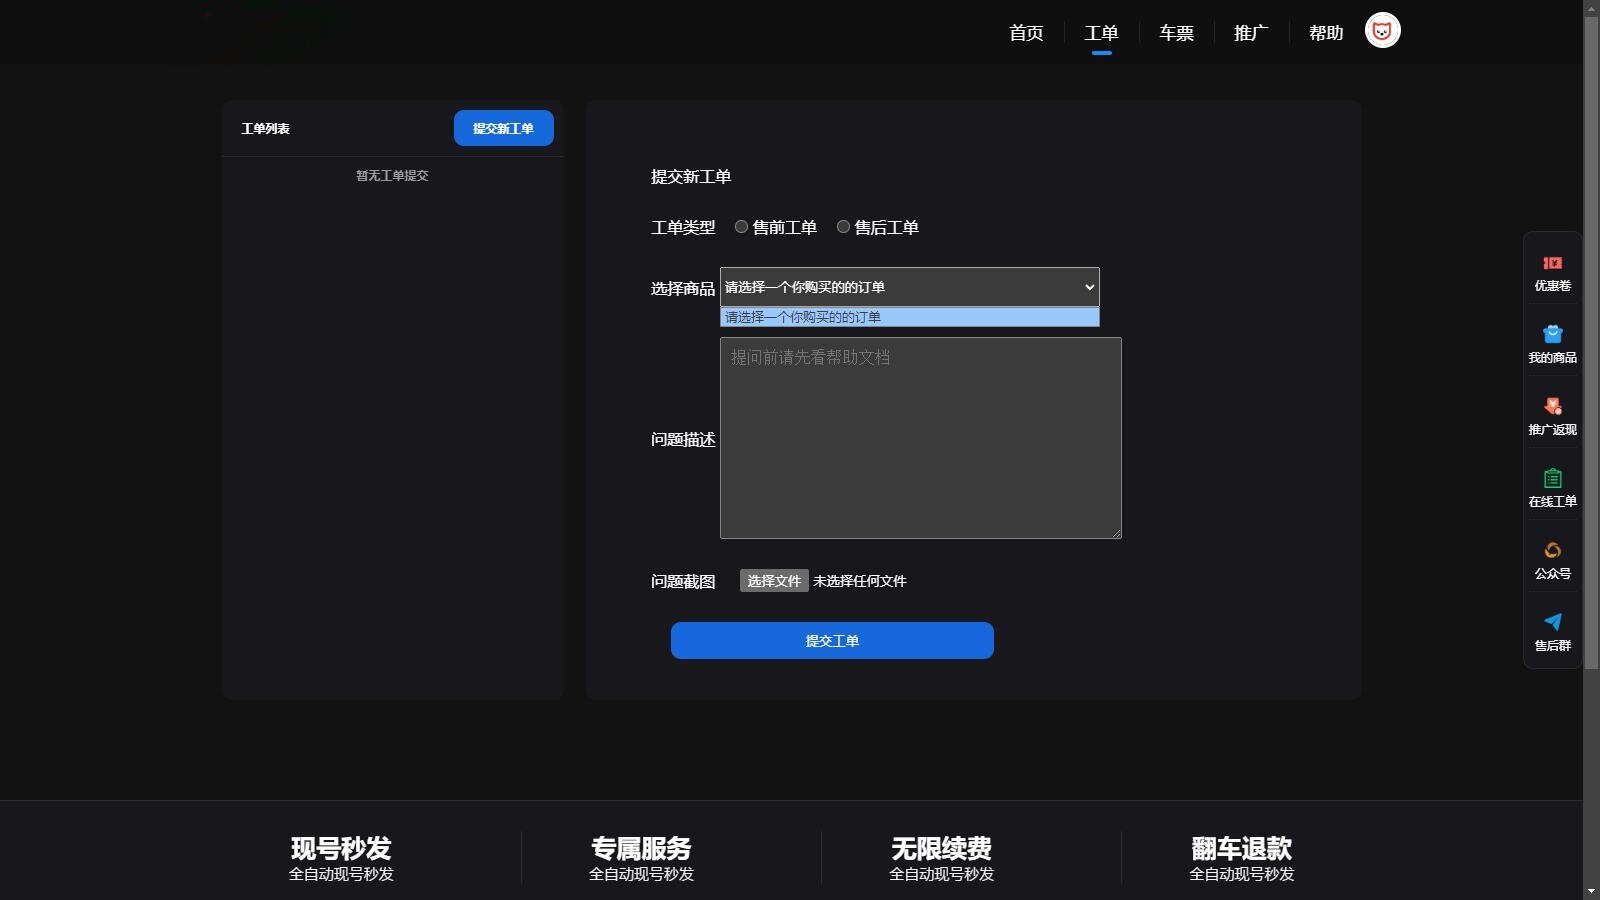 首页
工单
车票
推广
帮助
工单列表
提交新工单
暂无工单提交
提交新工单
工单类型
售前工单
售后工单
选择商品
请选择一个你购买的的订单
请选择一个你购买的的订单
问题描述
提问前请先看帮助文档
问题截图
选择文件 未选择任何文件
提交工单
优惠卷
我的商品
推广返现
在线工单
公众号
售后群
现号秒发
全自动现号秒发
专属服务
全自动现号秒发
无限续费
全自动现号秒发
翻车退款
全自动现号秒发